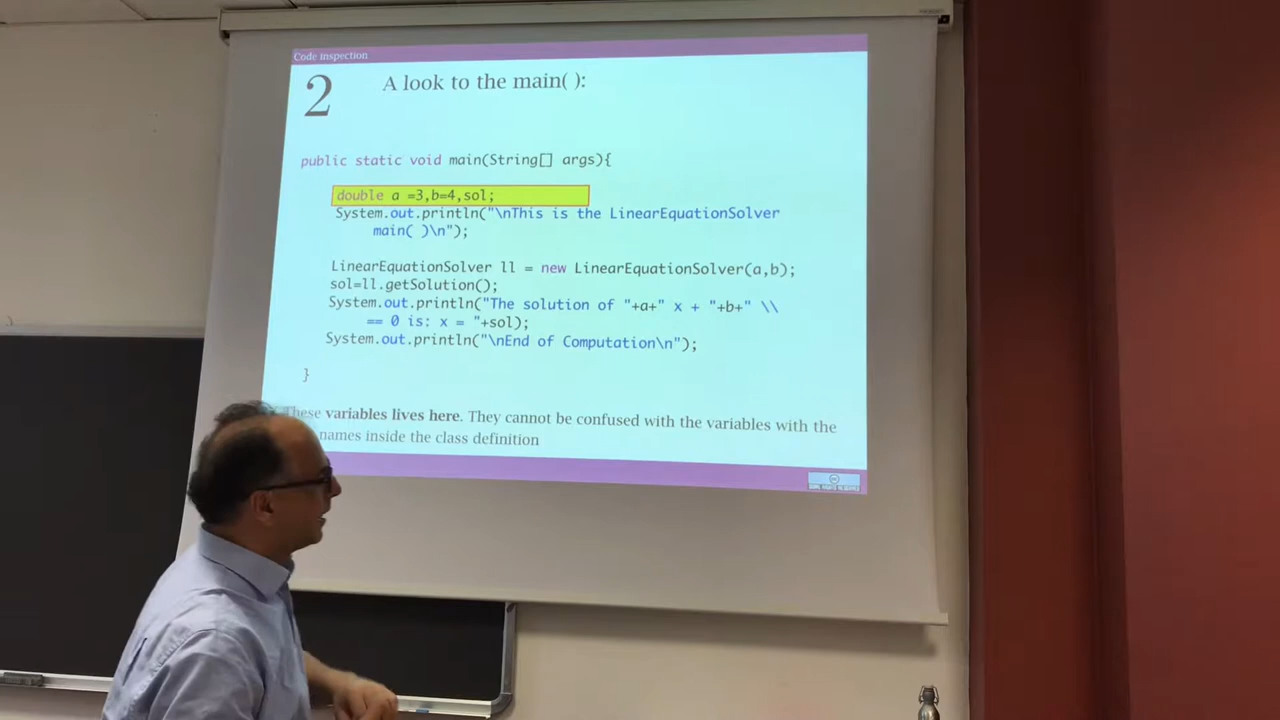 Code inspection
2
A look to the main( ):
public static void main(String[] args){
double a =3,b=4,sol;
System.out.println("\nThis is the LinearEquationSolver
main( )\n");
LinearEquationSolver ll = new LinearEquationSolver(a,b);
sol=ll.getSolution();
System.out.println("The solution of "+a+" x + "+b+" \\
== 0 is: x = "+sol);
System.out.println("\nEnd of Computation\n");
}
These variables lives here. They cannot be confused with the variables with the
names inside the class definition